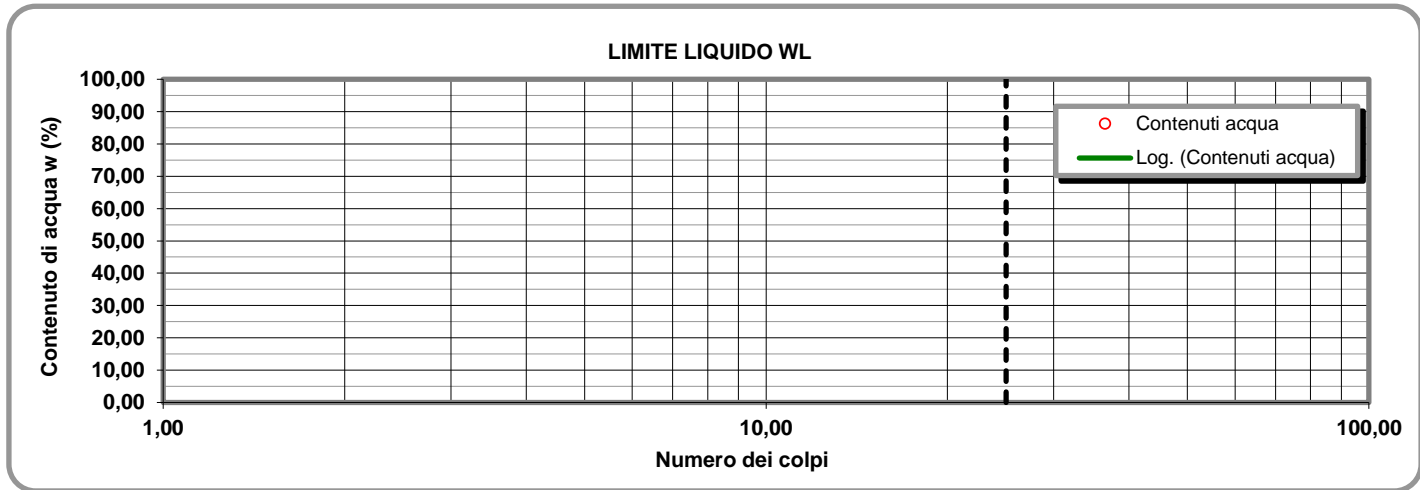 LIMITE LIQUIDO WL
Contenuto di acqua w (%)
100,00
90,00
80,00
70,00
60,00
50,00
40,00
30,00
20,00
10,00
0,00
Contenuti acqua
Log. (Contenuti acqua)
1,00
10,00
100,00
Numero dei colpi